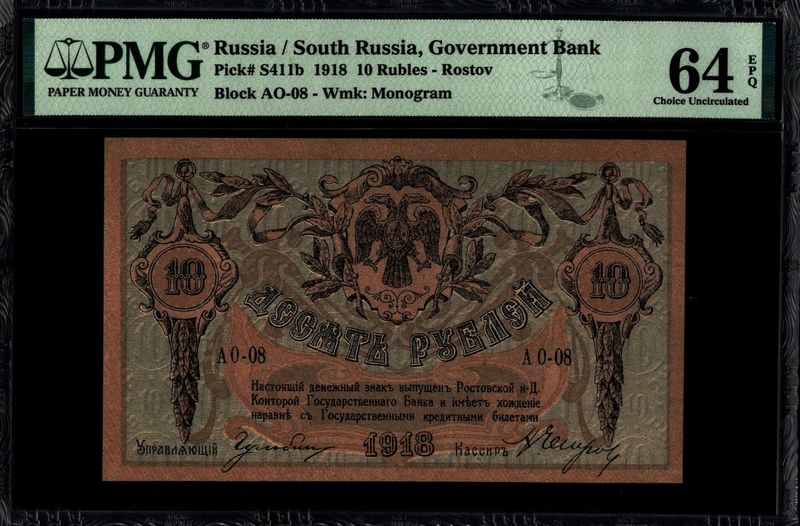 PMG®
PAPER MONEY GUARANTY
Russia / South Russia, Government Bank
Pick# S411b 1918 10 Rubles - Rostov
Block AO-08 - Wmk: Monogram
64
EPQ
Choice Uncirculated
10 10
ДЕСЯТЬ РУБЛЕЙ
АО-08 АО-08
Настоящій денежный знакъ выпущенъ Ростовской н-Д.
Конторой Государственнаго Банка и имѣетъ хожденіе
наравнѣ съ Государственными кредитными билетами
Управляющій 1918 Кассиръ